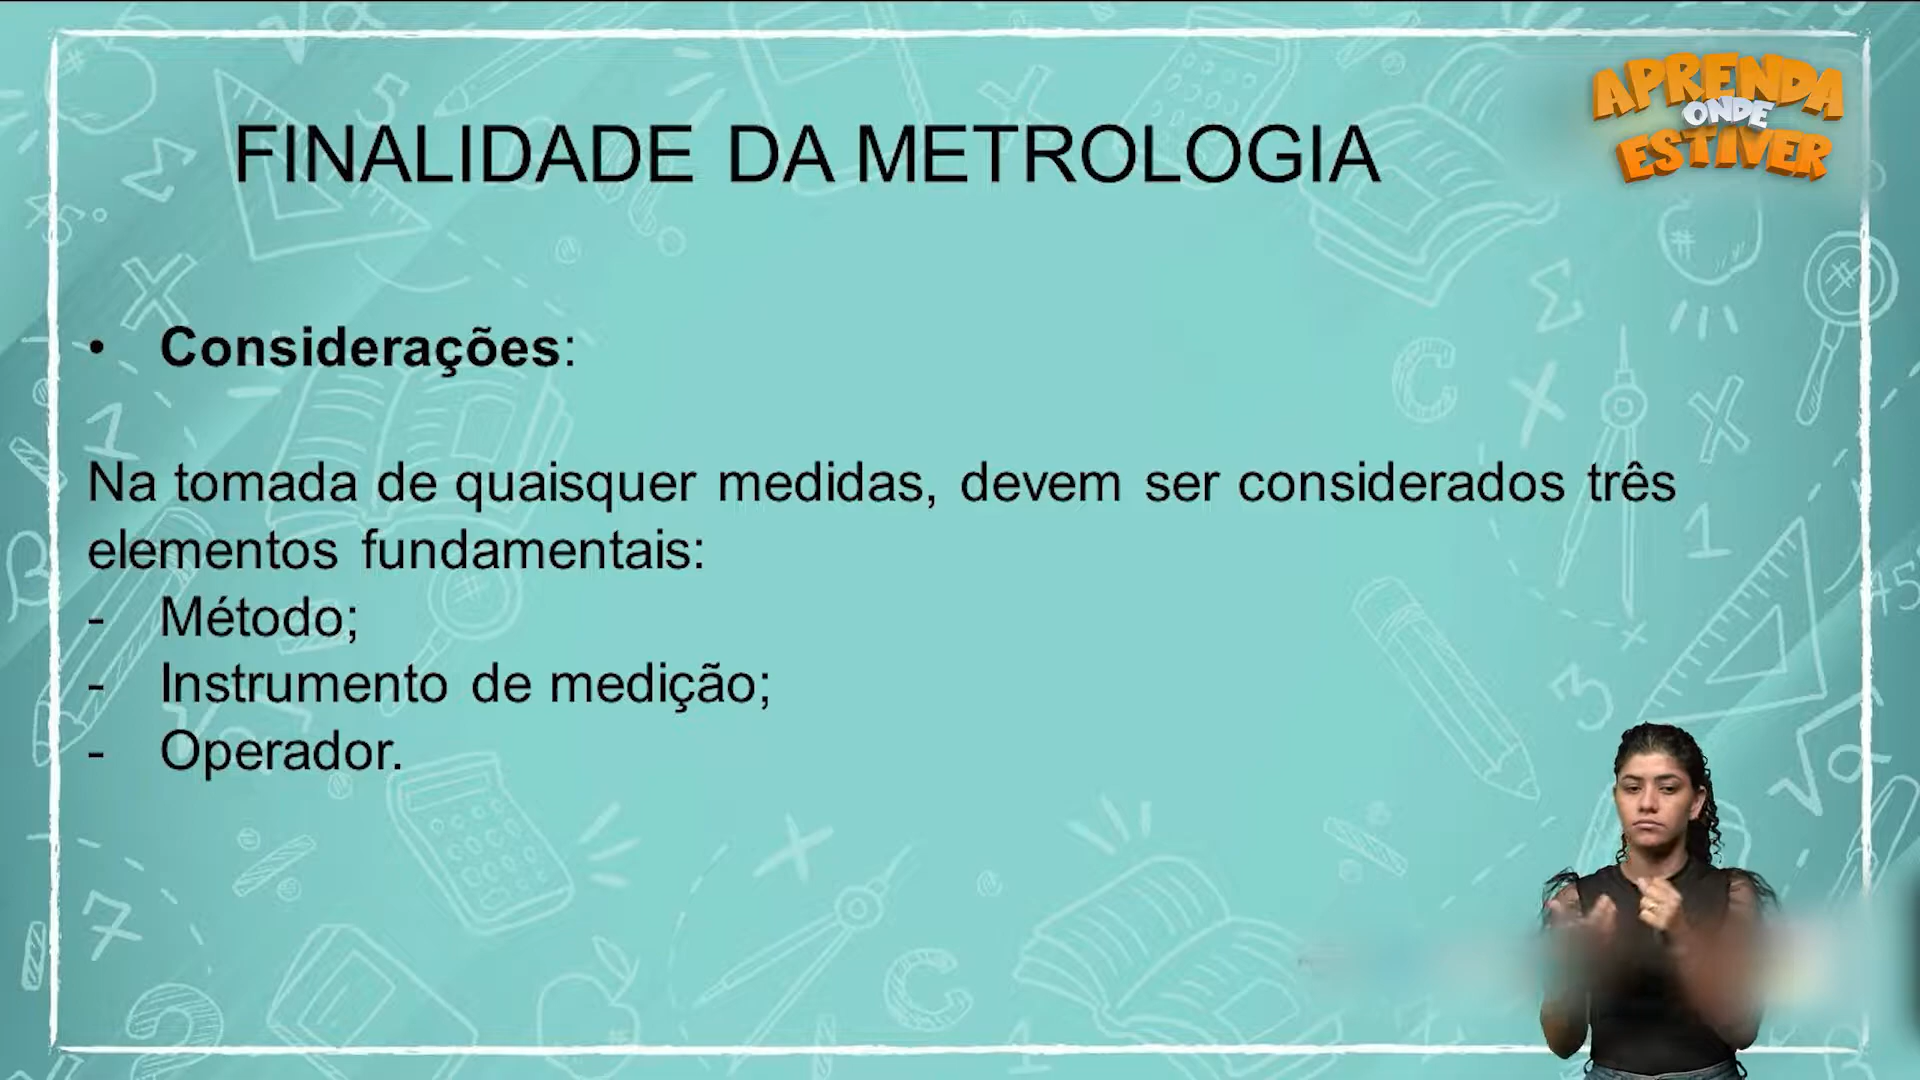 APRENDA
ONDE
ESTIVER
FINALIDADE DA METROLOGIA
• Considerações:
Na tomada de quaisquer medidas, devem ser considerados três
elementos fundamentais:
- Método;
- Instrumento de medição;
- Operador.